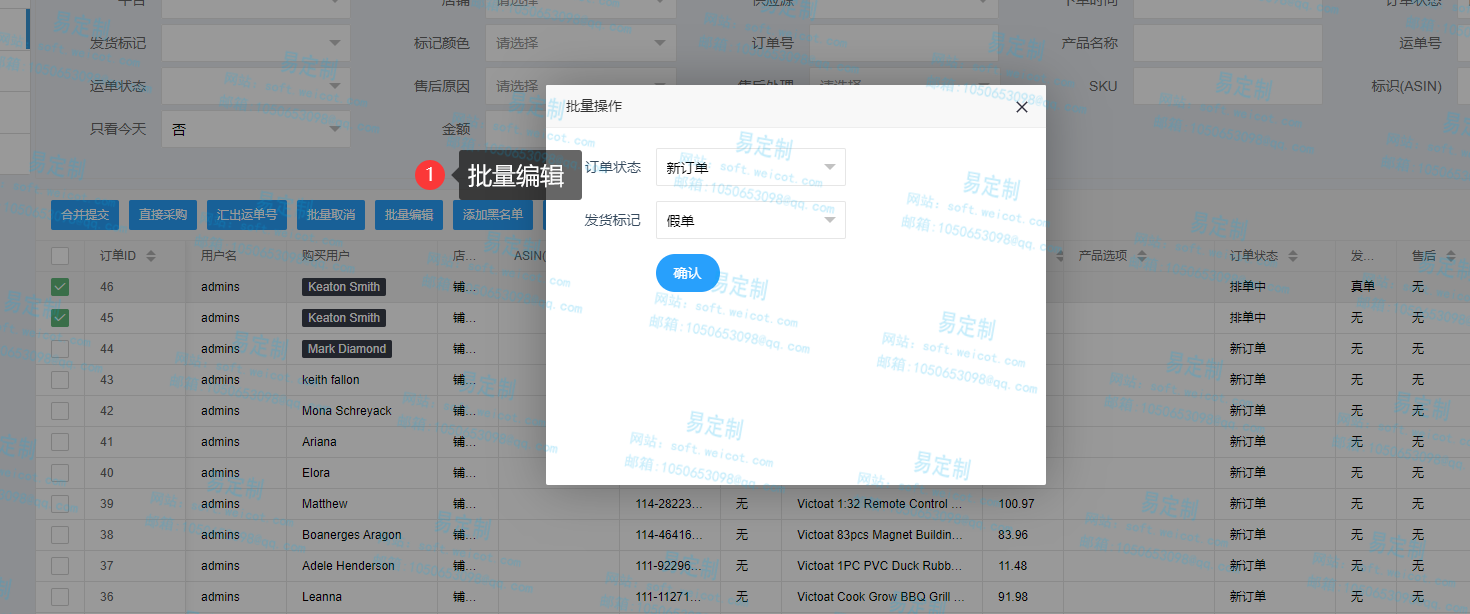 平台 店铺 请选择 供应源 下单时间 订单状态
发货标记 标记颜色 请选择 订单号 产品名称 运单号
运单状态 售后原因 请选择 售后处理 请选择 SKU 标识(ASIN)
只看今天 否 金额
批量操作
订单状态 新订单
发货标记 假单
确认
1 批量编辑
合并提交 直接采购 汇出运单号 批量取消 批量编辑 添加黑名单
订单ID 用户名 购买用户 店... ASIN( 产品选项 订单状态 发... 售后
46 admins Keaton Smith 铺... 排单中 真单 无
45 admins Keaton Smith 铺... 排单中 无 无
44 admins Mark Diamond 铺... 新订单 无 无
43 admins keith fallon 铺... 新订单 无 无
42 admins Mona Schreyack 铺... 新订单 无 无
41 admins Ariana 铺... 新订单 无 无
40 admins Elora 铺... 新订单 无 无
39 admins Matthew 铺... 114-28223... 无 Victoat 1:32 Remote Control ... 100.97 新订单 无 无
38 admins Boanerges Aragon 铺... 114-46416... 无 Victoat 83pcs Magnet Buildin... 83.96 新订单 无 无
37 admins Adele Henderson 铺... 111-92296... 无 Victoat 1PC PVC Duck Rubb... 11.48 新订单 无 无
36 admins Leanna 铺... 111-11271... 无 Victoat Cook Grow BBQ Grill ... 91.98 新订单 无 无
易定制
网站: soft.weicot.com
邮箱:1050653098@qq.com